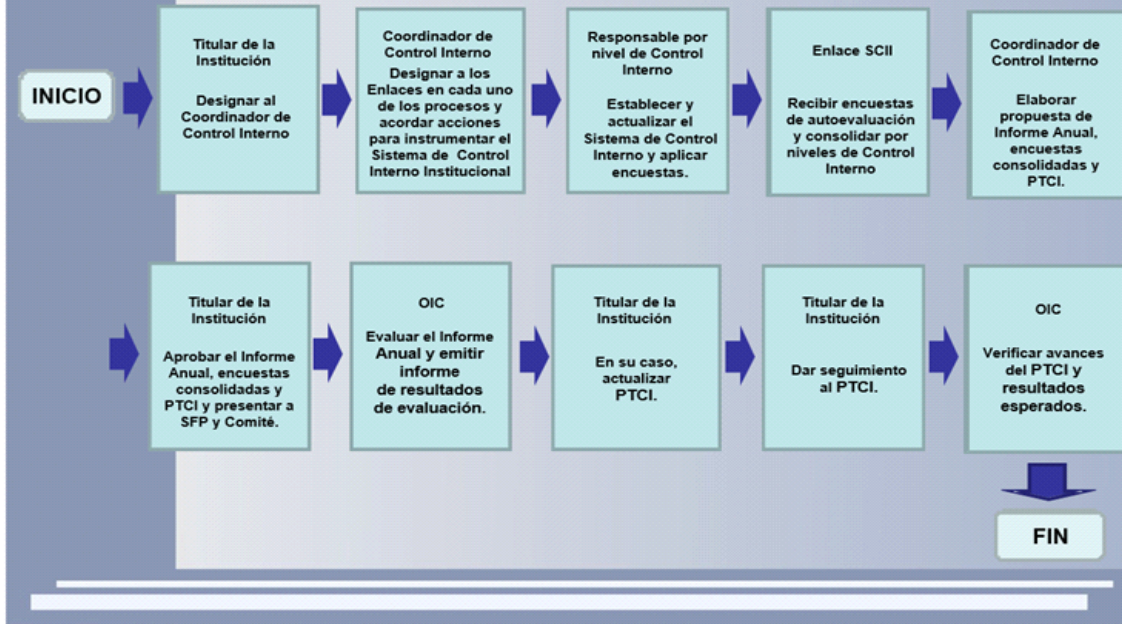 INICIO
Titular de la
Institución
Designar al
Coordinador de
Control Interno
Coordinador de
Control Interno
Designar a los
Enlaces en cada uno
de los procesos y
acordar acciones
para instrumentar el
Sistema de Control
Interno Institucional
Responsable por
nivel de Control
Interno
Establecer y
actualizar el
Sistema de Control
Interno y aplicar
encuestas.
Enlace SCII
Recibir encuestas
de autoevaluación
y consolidar por
niveles de Control
Interno
Coordinador de
Control Interno
Elaborar
propuesta de
Informe Anual,
encuestas
consolidadas y
PTCI.
Titular de la
Institución
Aprobar el Informe
Anual, encuestas
consolidadas y
PTCI y presentar a
SFP y Comité.
OIC
Evaluar el Informe
Anual y emitir
informe
de resultados
de evaluación.
Titular de la
Institución
En su caso,
actualizar
PTCI.
Titular de la
Institución
Dar seguimiento
al PTCI.
OIC
Verificar avances
del PTCI y
resultados
esperados.
FIN